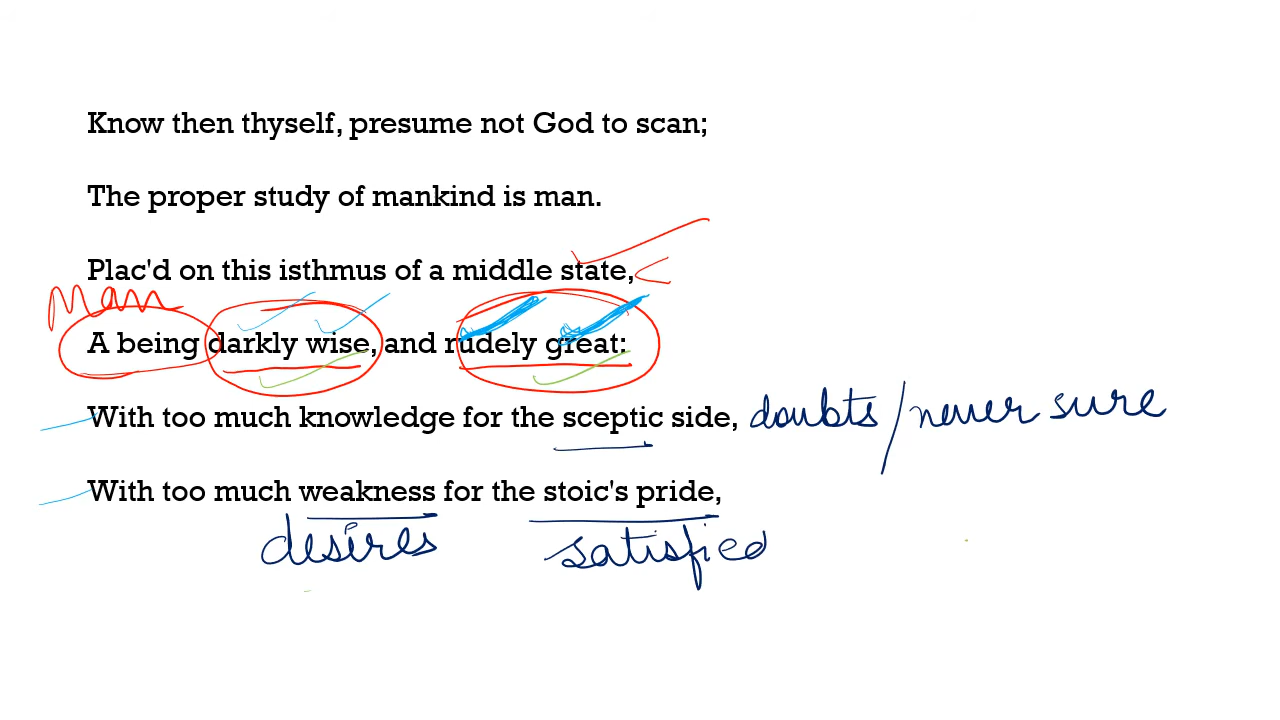 Know then thyself, presume not God to scan;
The proper study of mankind is man.
Plac'd on this isthmus of a middle state,
Man
A being darkly wise, and rudely great:
With too much knowledge for the sceptic side, doubts/never sure
With too much weakness for the stoic's pride,
desires satisfied